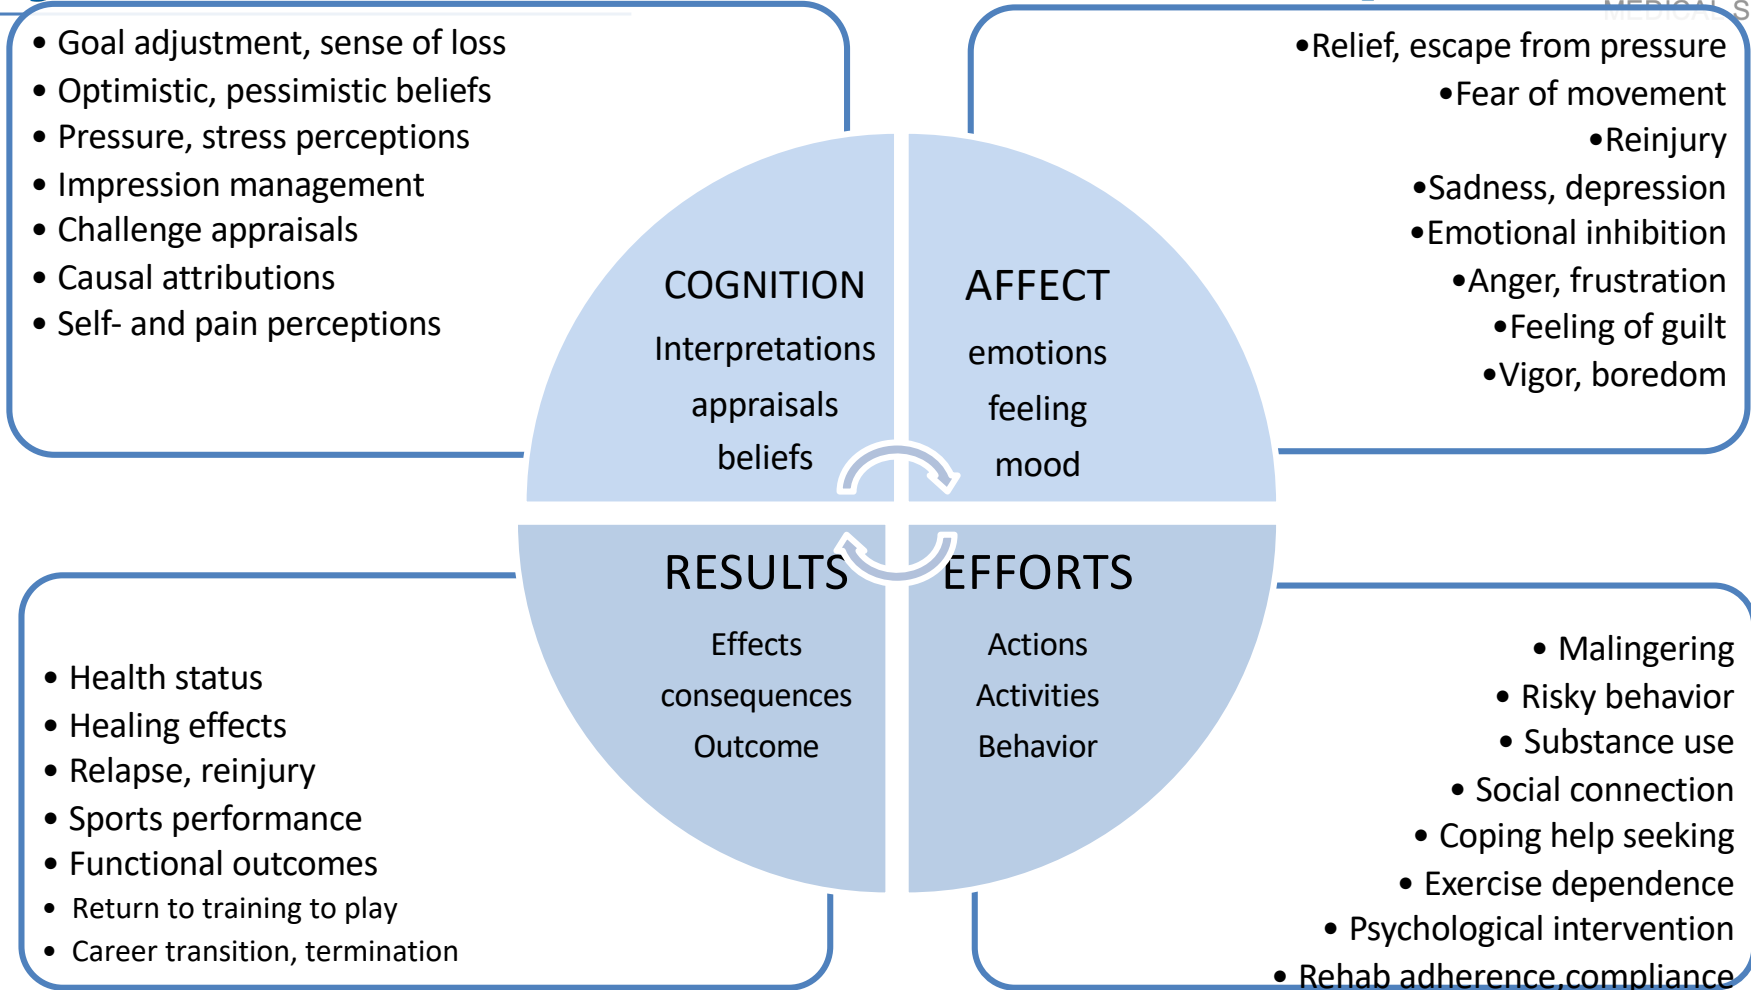 MEDICAL S
• Goal adjustment, sense of loss
• Optimistic, pessimistic beliefs
• Pressure, stress perceptions
• Impression management
• Challenge appraisals
• Causal attributions
• Self- and pain perceptions
•Relief, escape from pressure
•Fear of movement
•Reinjury
•Sadness, depression
•Emotional inhibition
•Anger, frustration
•Feeling of guilt
•Vigor, boredom
COGNITION
Interpretations
appraisals
beliefs
AFFECT
emotions
feeling
mood
RESULTS
Effects
consequences
Outcome
EFFORTS
Actions
Activities
Behavior
• Health status
• Healing effects
• Relapse, reinjury
• Sports performance
• Functional outcomes
• Return to training to play
• Career transition, termination
• Malingering
• Risky behavior
• Substance use
• Social connection
• Coping help seeking
• Exercise dependence
• Psychological intervention
• Rehab adherence,compliance